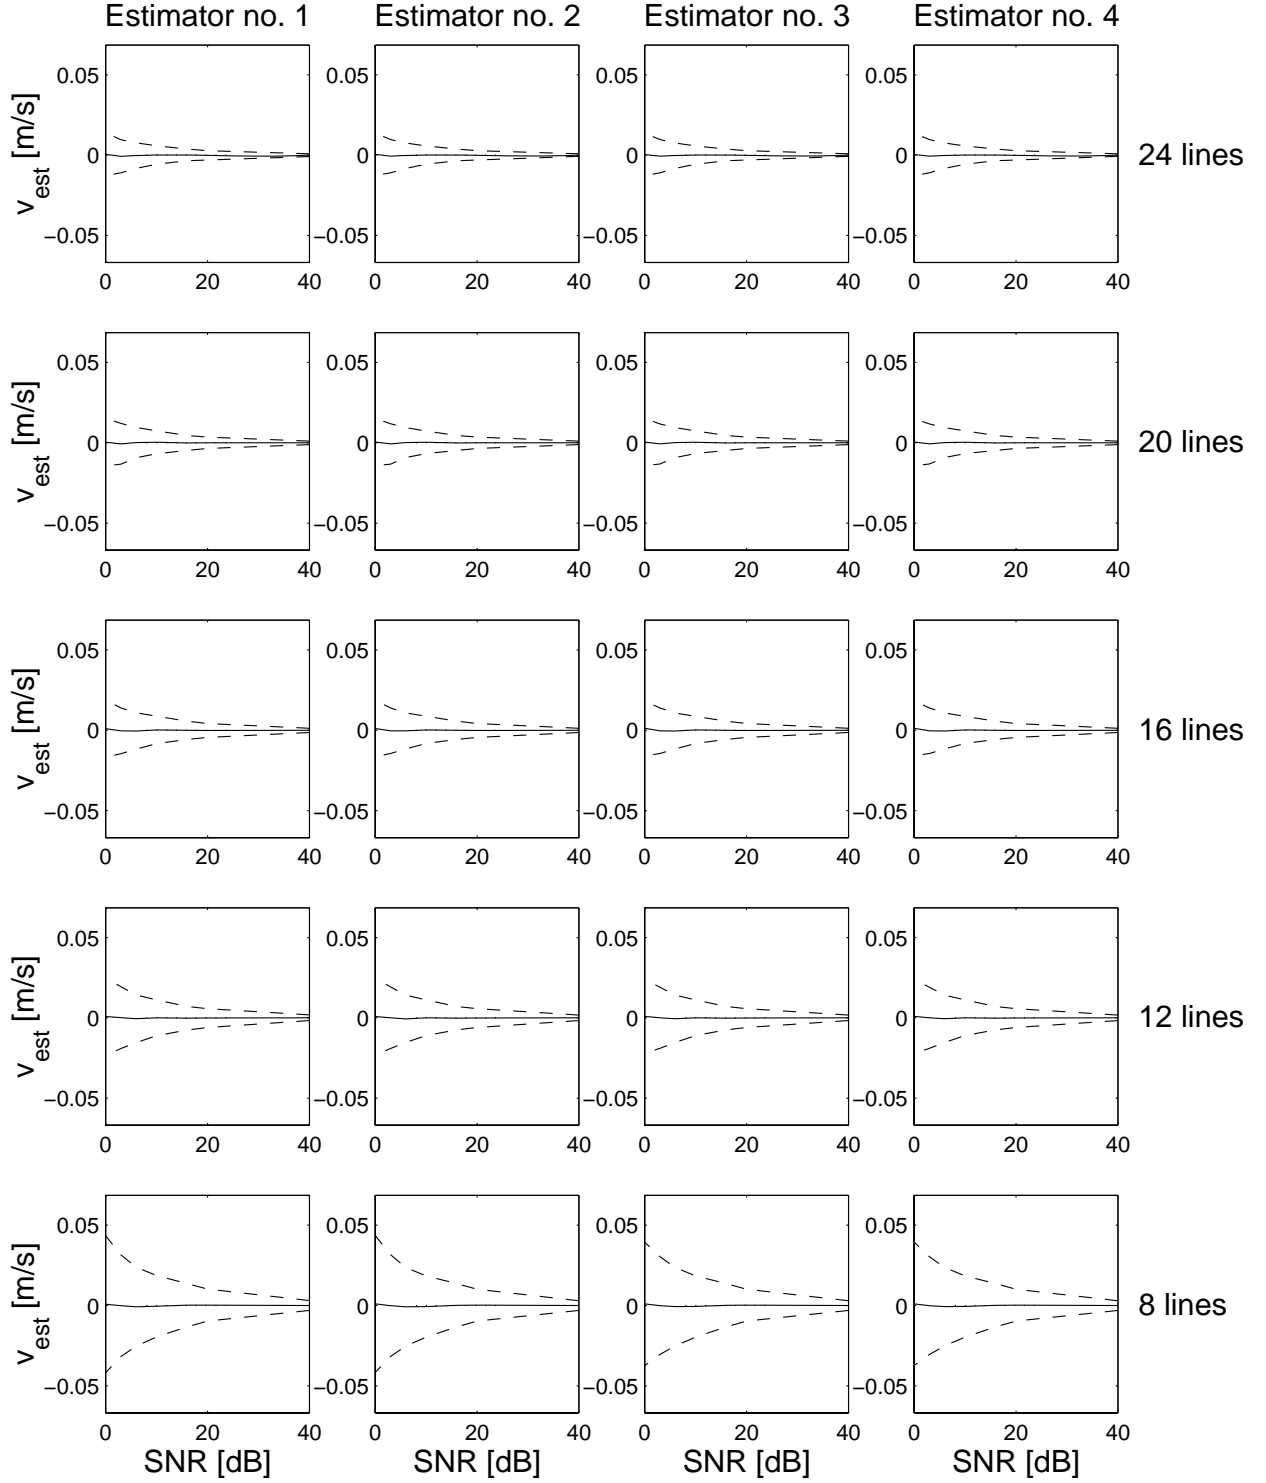 Estimator no. 1 Estimator no. 2 Estimator no. 3 Estimator no. 4
v_est [m/s]
0.05 0.05 0.05 0.05
0 0 0 0
−0.05 −0.05 −0.05 −0.05
0 20 40 0 20 40 0 20 40 0 20 40
24 lines
v_est [m/s]
0.05 0.05 0.05 0.05
0 0 0 0
−0.05 −0.05 −0.05 −0.05
0 20 40 0 20 40 0 20 40 0 20 40
20 lines
v_est [m/s]
0.05 0.05 0.05 0.05
0 0 0 0
−0.05 −0.05 −0.05 −0.05
0 20 40 0 20 40 0 20 40 0 20 40
16 lines
v_est [m/s]
0.05 0.05 0.05 0.05
0 0 0 0
−0.05 −0.05 −0.05 −0.05
0 20 40 0 20 40 0 20 40 0 20 40
12 lines
v_est [m/s]
0.05 0.05 0.05 0.05
0 0 0 0
−0.05 −0.05 −0.05 −0.05
0 20 40 0 20 40 0 20 40 0 20 40
8 lines
SNR [dB] SNR [dB] SNR [dB] SNR [dB]